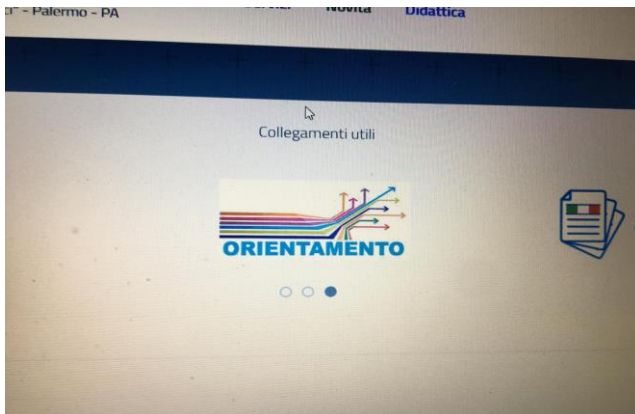 - Palermo - PA
Novità
Didattica
Collegamenti utili
ORIENTAMENTO